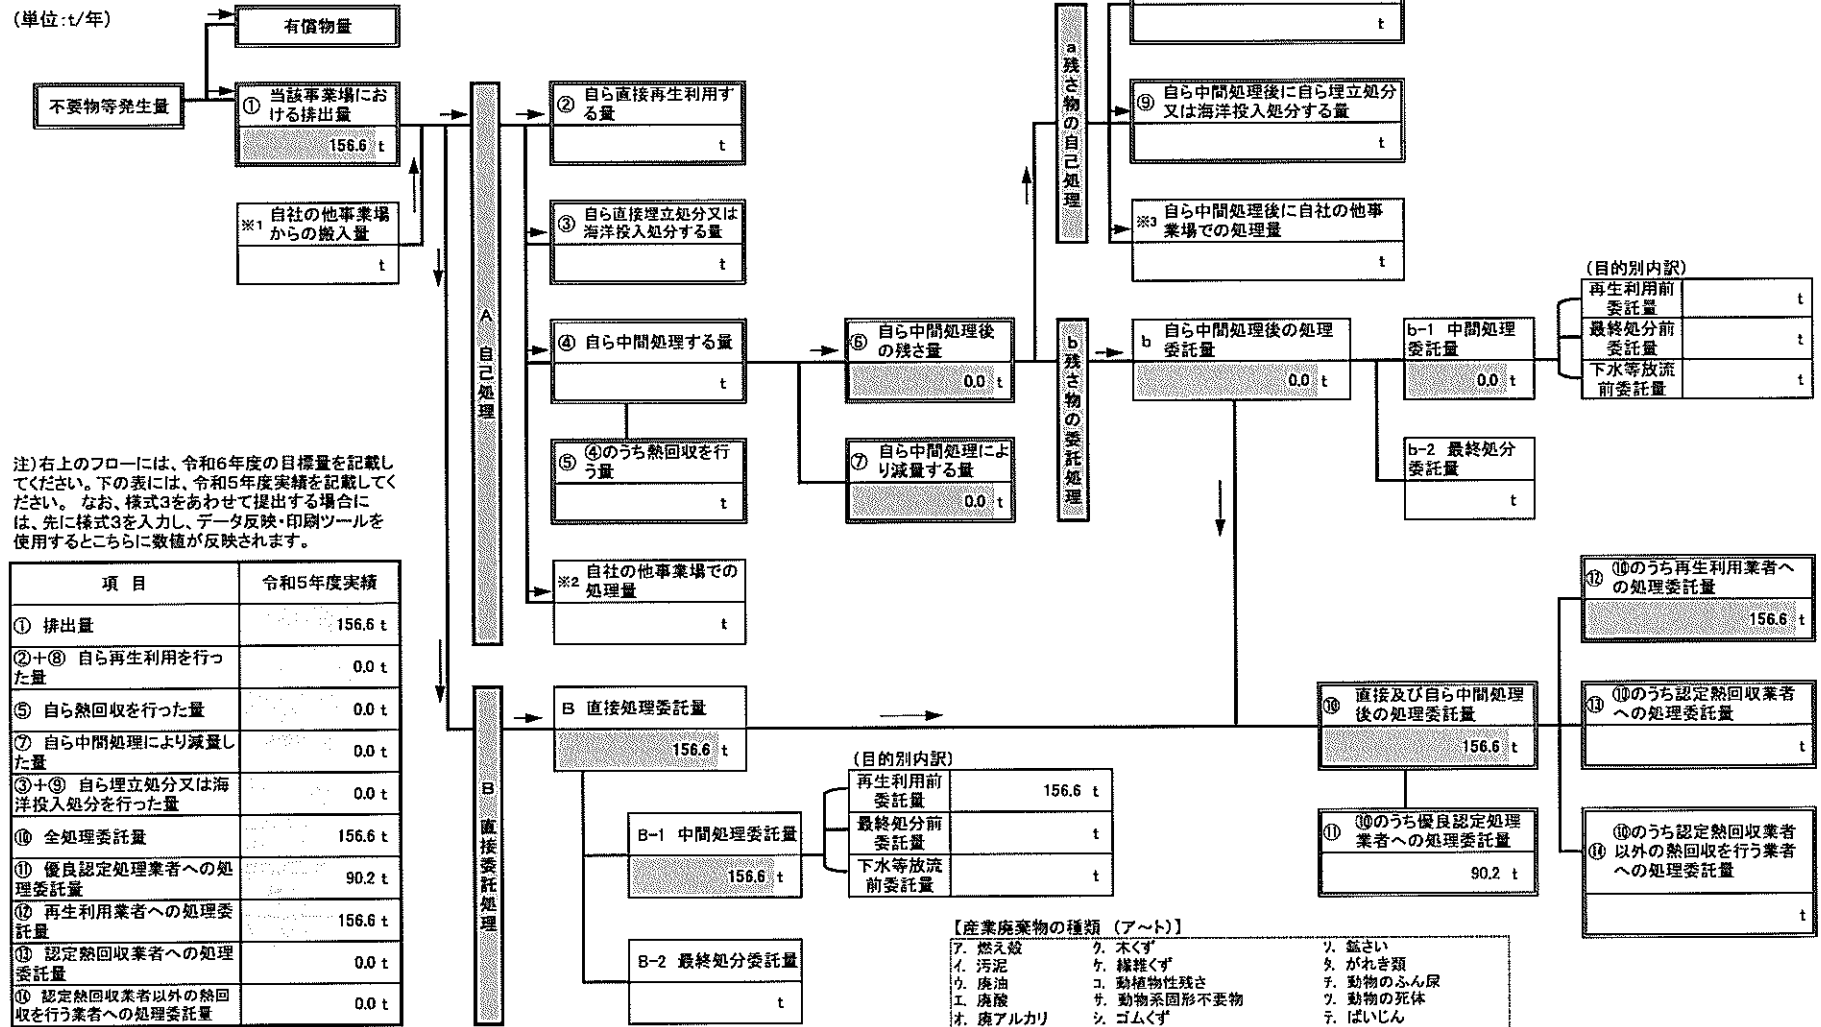 (単位:t/年)
有償物量
不要物等発生量
① 当該事業場にお
ける排出量
156.6 t
※1 自社の他事業場
からの搬入量
t
A 自己処理
② 自ら直接再生利用す
る量
t
③ 自ら直接埋立処分又は
海洋投入処分する量
t
④ 自ら中間処理する量
t
⑤ ④のうち熱回収を行
う量
t
※2 自社の他事業場での
処理量
t
⑥ 自ら中間処理後
の残さ量
0.0 t
⑦ 自ら中間処理によ
り減量する量
0.0 t
a 残さ物の自己処理
t
⑨ 自ら中間処理後に自ら埋立処分
又は海洋投入処分する量
t
※3 自ら中間処理後に自社の他事
業場での処理量
t
b 残さ物の委託処理
b 自ら中間処理後の処理
委託量
0.0 t
b-1 中間処理
委託量
0.0 t
(目的別内訳)
再生利用前
委託量
t
最終処分前
委託量
t
下水等放流
前委託量
t
b-2 最終処分
委託量
t
注)右上のフローには、令和6年度の目標量を記載し
てください。下の表には、令和5年度実績を記載してく
ださい。 なお、様式3をあわせて提出する場合に
は、先に様式3を入力し、データ反映・印刷ツールを
使用するとこちらに数値が反映されます。
項 目 令和5年度実績
① 排出量 156.6 t
②+⑧ 自ら再生利用を行っ
た量 0.0 t
⑤ 自ら熱回収を行った量 0.0 t
⑦ 自ら中間処理により減量し
た量 0.0 t
③+⑨ 自ら埋立処分又は海
洋投入処分を行った量 0.0 t
⑩ 全処理委託量 156.6 t
⑪ 優良認定処理業者への処
理委託量 90.2 t
⑫ 再生利用業者への処理委
託量 156.6 t
⑬ 認定熱回収業者への処理
委託量 0.0 t
⑭ 認定熱回収業者以外の熱回
収を行う業者への処理委託量 0.0 t
B 直接委託処理
B 直接処理委託量
156.6 t
B-1 中間処理委託量
156.6 t
(目的別内訳)
再生利用前
委託量
156.6 t
最終処分前
委託量
t
下水等放流
前委託量
t
B-2 最終処分委託量
t
⑩ 直接及び自ら中間処理
後の処理委託量
156.6 t
⑪ ⑩のうち優良認定処理
業者への処理委託量
90.2 t
⑫ ⑩のうち再生利用業者へ
の処理委託量
156.6 t
⑬ ⑩のうち認定熱回収業者
への処理委託量
t
⑭ ⑩のうち認定熱回収業者
以外の熱回収を行う業者
への処理委託量
t
【産業廃棄物の種類 (ア~ト)】
ア. 燃え殻 ク. 木くず ソ. 鉱さい
イ. 汚泥 ケ. 繊維くず タ. がれき類
ウ. 廃油 コ. 動植物性残さ チ. 動物のふん尿
エ. 廃酸 サ. 動物系固形不要物 ツ. 動物の死体
オ. 廃アルカリ シ. ゴムくず テ. ばいじん